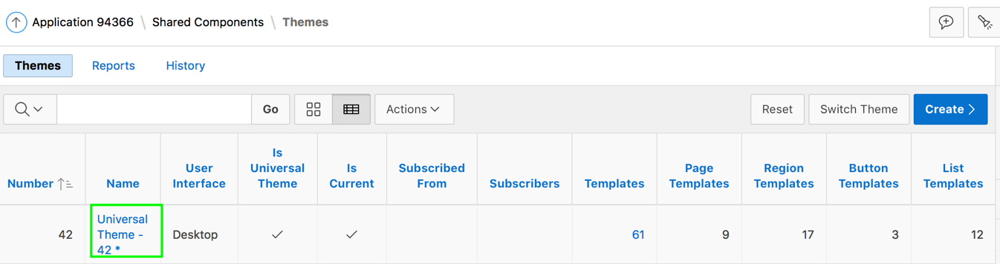 Application 94366 \ Shared Components \ Themes
Themes Reports History
Go Actions Reset Switch Theme Create
Is
User Is Universal Is Subscribed Page Region Button List
Number Name Interface Theme Current From Subscribers Templates Templates Templates Templates Templates
Universal
42 Theme - Desktop 61 9 17 3 12
42 *